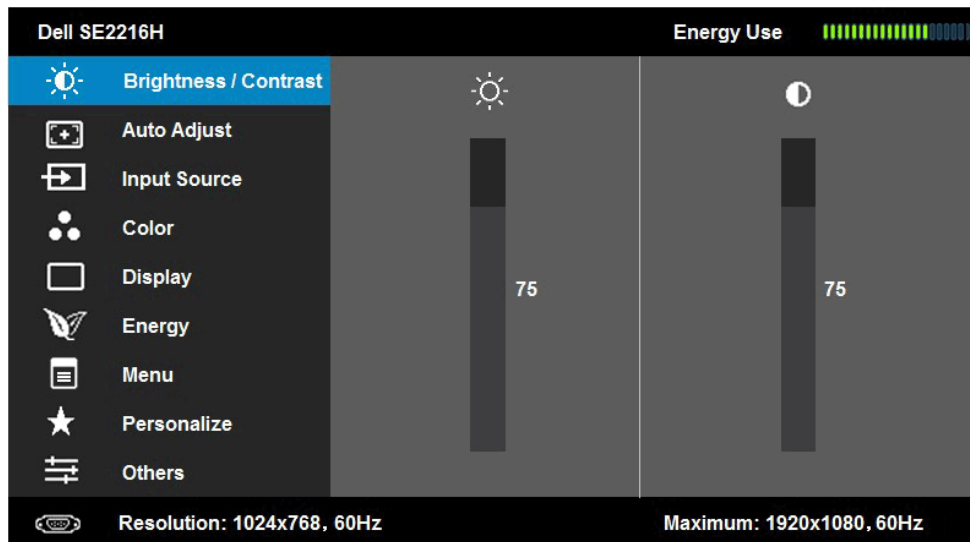 Dell SE2216H Energy Use
Brightness / Contrast
Auto Adjust
Input Source
Color
Display
75 75
Energy
Menu
Personalize
Others
Resolution: 1024x768, 60Hz Maximum: 1920x1080, 60Hz